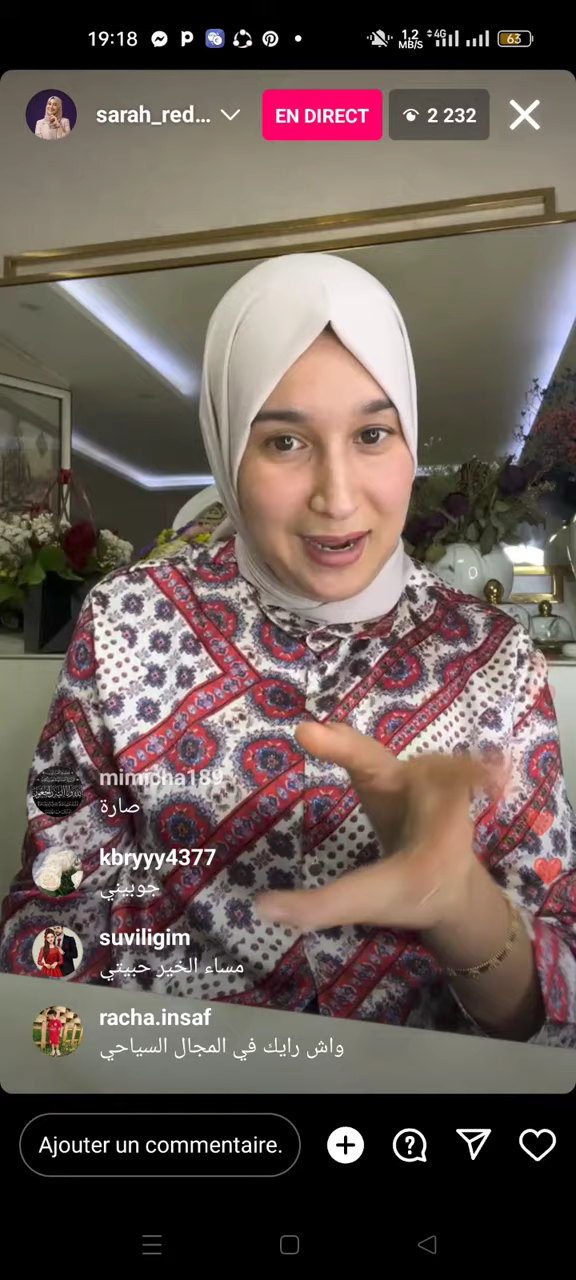 19:18
1,2
MB/S
4G
63
sarah_red...
EN DIRECT
2 232
mimicha189
صارة
kbryyy4377
جوبيني
suviligim
مساء الخير حبيتي
racha.insaf
واش رايك في المجال السياحي
Ajouter un commentaire.